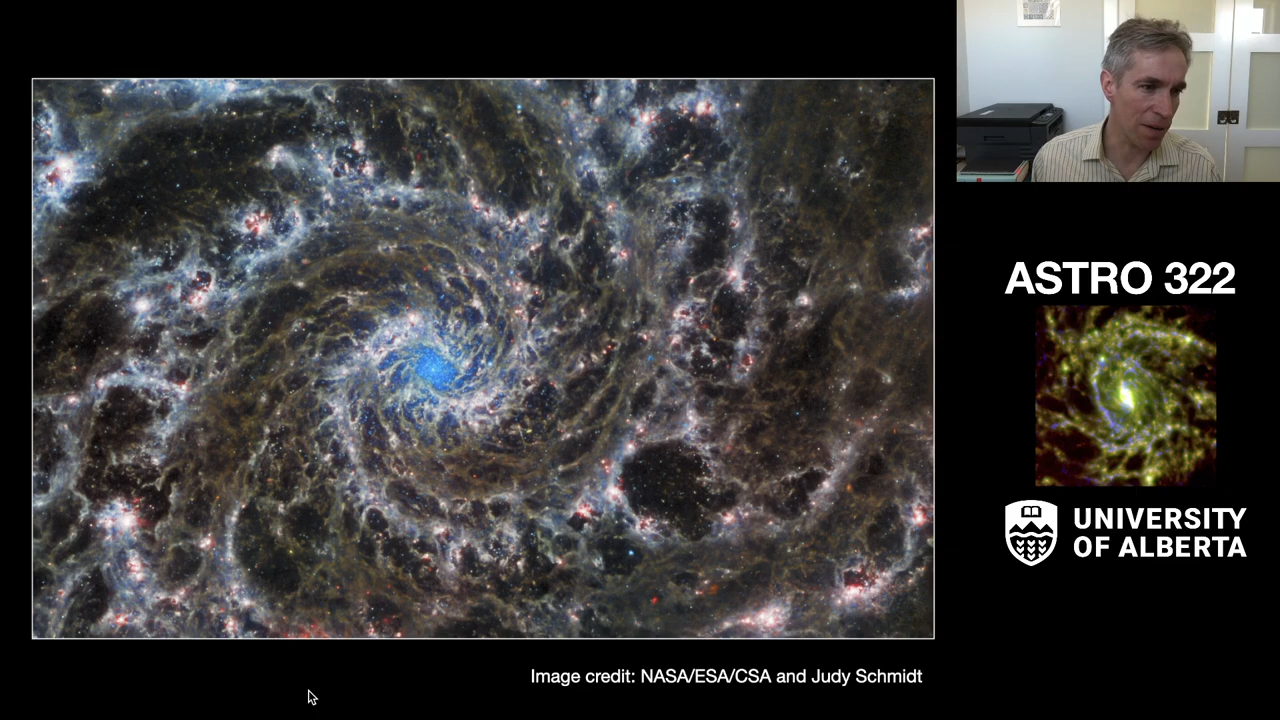 ASTRO 322
UNIVERSITY
OF ALBERTA
Image credit: NASA/ESA/CSA and Judy Schmidt